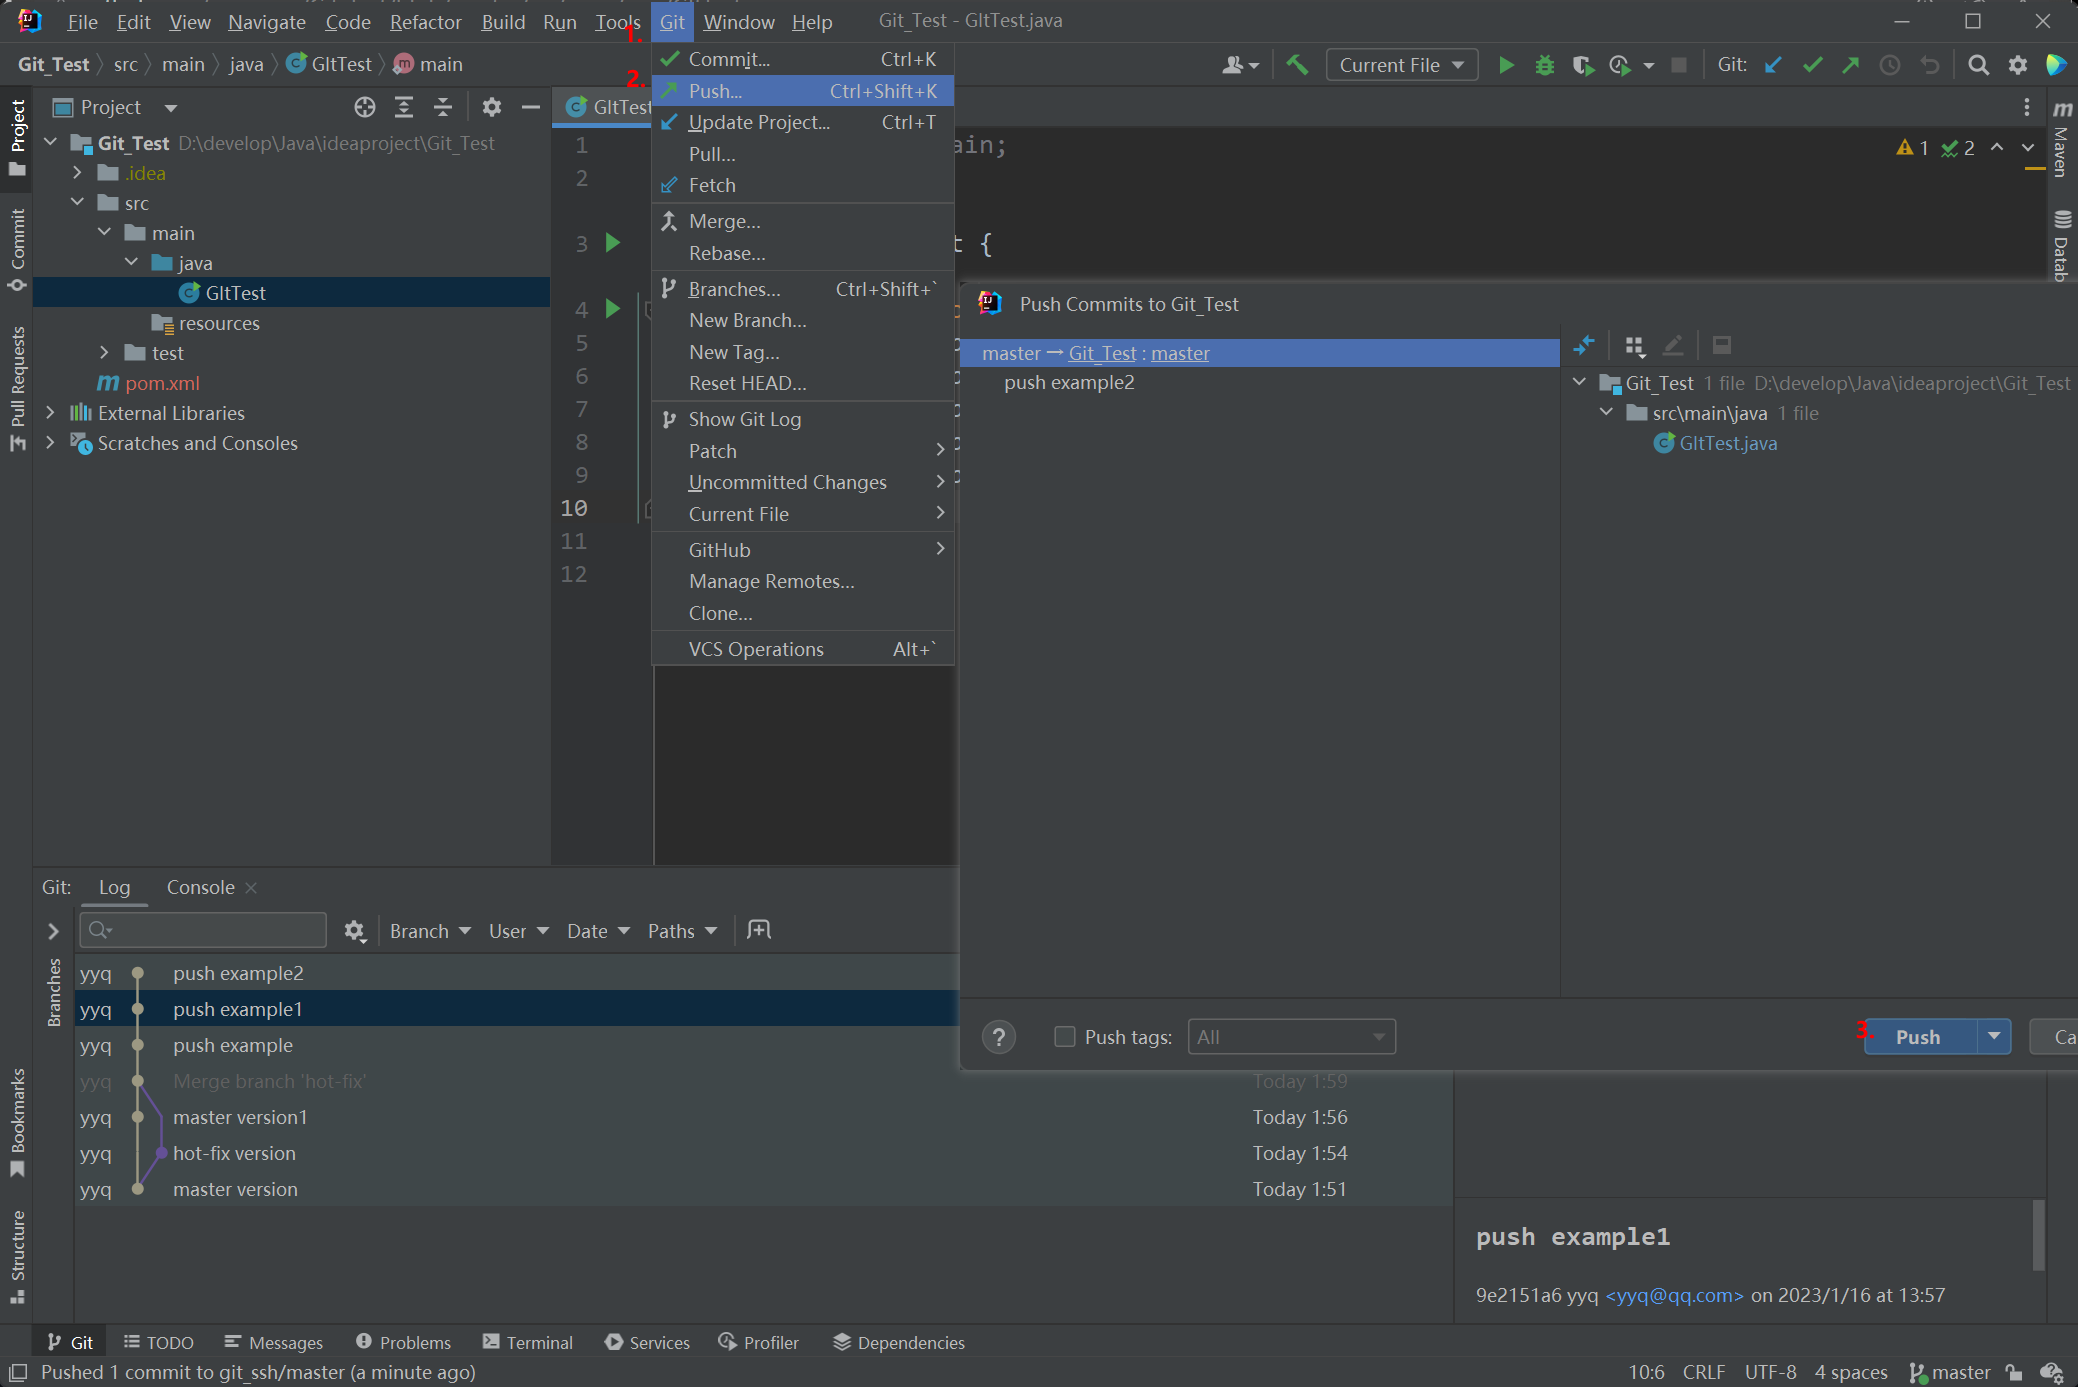 File Edit View Navigate Code Refactor Build Run Tools Git Window Help Git_Test - GItTest.java
1.
Git_Test src main java GItTest main
Current File Git:
2.
Commit... Ctrl+K
Push... Ctrl+Shift+K
Update Project... Ctrl+T
Pull...
Fetch
Merge...
Rebase...
Branches... Ctrl+Shift+`
New Branch...
New Tag...
Reset HEAD...
Show Git Log
Patch
Uncommitted Changes
Current File
GitHub
Manage Remotes...
Clone...
VCS Operations Alt+`
Project
Commit
Pull Requests
Bookmarks
Structure
Project
Git_Test D:\develop\Java\ideaproject\Git_Test
.idea
src
main
java
GItTest
resources
test
pom.xml
External Libraries
Scratches and Consoles
GItTest
1 ain;
2
3 t {
4
5
6
7
8
9
10
11
12
1 2
Maven
Datab
Push Commits to Git_Test
master → Git_Test : master
push example2
Git_Test 1 file D:\develop\Java\ideaproject\Git_Test
src\main\java 1 file
GItTest.java
? Push tags: All
3.
Push Ca
Git: Log Console
Branch User Date Paths
Branches
yyq push example2
yyq push example1
yyq push example
yyq Merge branch 'hot-fix' Today 1:59
yyq master version1 Today 1:56
yyq hot-fix version Today 1:54
yyq master version Today 1:51
push example1
9e2151a6 yyq <yyq@qq.com> on 2023/1/16 at 13:57
Git TODO Messages Problems Terminal Services Profiler Dependencies
Pushed 1 commit to git_ssh/master (a minute ago)
10:6 CRLF UTF-8 4 spaces master